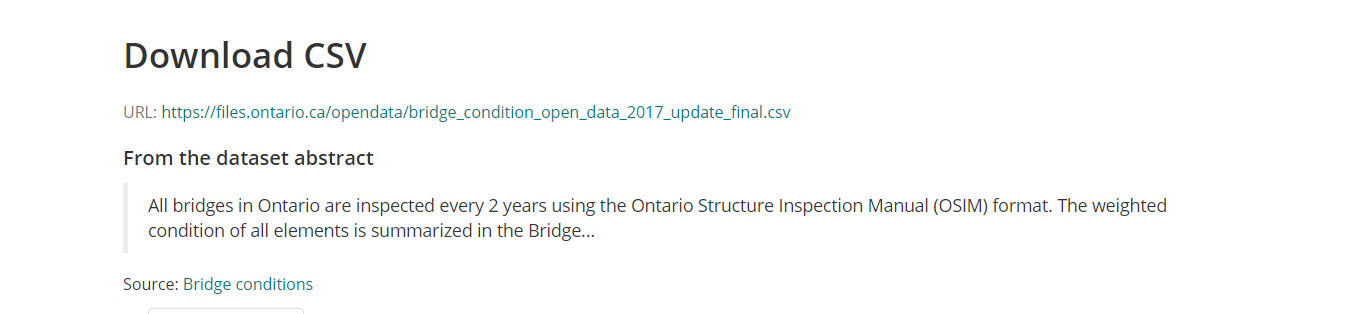 Download CSV
URL: https://files.ontario.ca/opendata/bridge_condition_open_data_2017_update_final.csv
From the dataset abstract
All bridges in Ontario are inspected every 2 years using the Ontario Structure Inspection Manual (OSIM) format. The weighted
condition of all elements is summarized in the Bridge...
Source: Bridge conditions